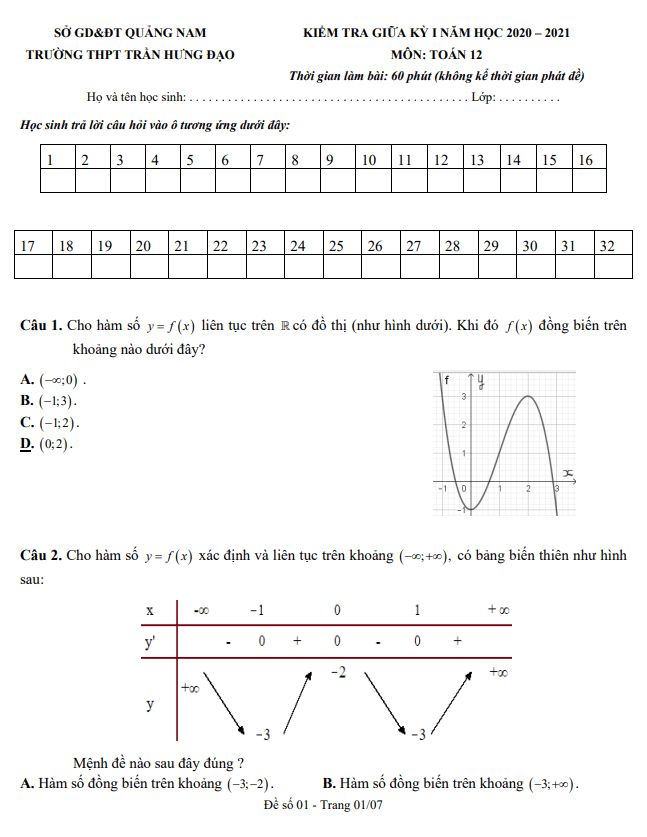 SỞ GD&ĐT QUẢNG NAM
TRƯỜNG THPT TRẦN HƯNG ĐẠO
KIỂM TRA GIỮA KỲ I NĂM HỌC 2020 – 2021
MÔN: TOÁN 12
Thời gian làm bài: 60 phút (không kể thời gian phát đề)
Họ và tên học sinh: . . . . . . . . . . . . . . . . . . . . . . . . . . . . . . . . . . . . . . . . . . . . Lớp: . . . . . . . . . .
Học sinh trả lời câu hỏi vào ô tương ứng dưới đây:
1 2 3 4 5 6 7 8 9 10 11 12 13 14 15 16
17 18 19 20 21 22 23 24 25 26 27 28 29 30 31 32
Câu 1. Cho hàm số y = f(x) liên tục trên ℝ có đồ thị (như hình dưới). Khi đó f(x) đồng biến trên
khoảng nào dưới đây?
A. (−∞;0) .
B. (−1;3).
C. (−1;2).
D. (0;2).
f y
3
2
1
x
-1 0 1 2 3
-1
Câu 2. Cho hàm số y = f(x) xác định và liên tục trên khoảng (−∞;+∞), có bảng biến thiên như hình
sau:
x -∞ -1 0 1 +∞
y' - 0 + 0 - 0 +
+∞ -2 +∞
y
-3 -3
Mệnh đề nào sau đây đúng ?
A. Hàm số đồng biến trên khoảng (−3;−2). B. Hàm số đồng biến trên khoảng (−3;+∞).
Đề số 01 - Trang 01/07